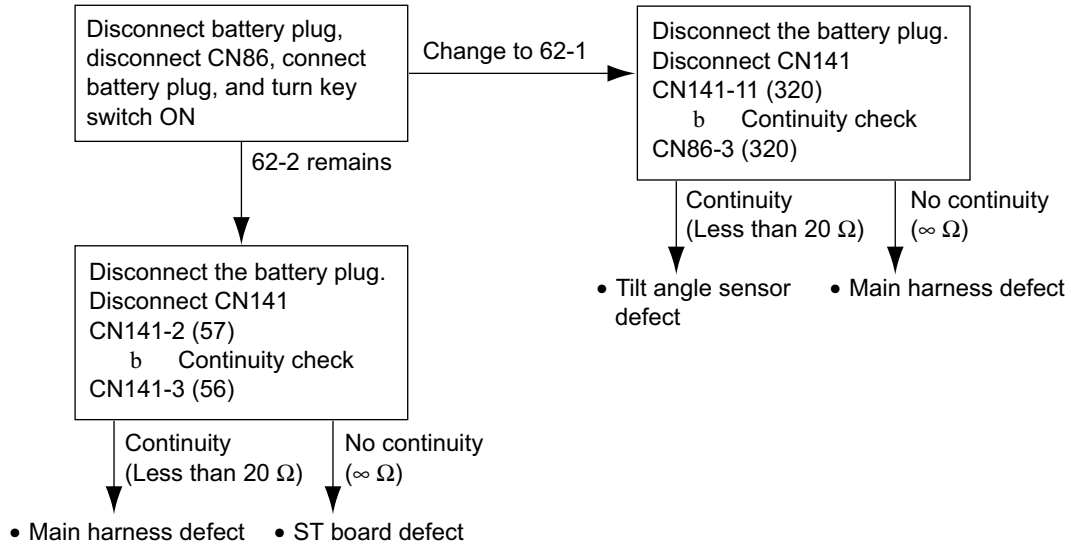 Disconnect battery plug,
disconnect CN86, connect
battery plug, and turn key
switch ON
Change to 62-1
Disconnect the battery plug.
Disconnect CN141
CN141-11 (320)
b Continuity check
CN86-3 (320)
62-2 remains
Continuity
(Less than 20 Ω)
No continuity
(∞ Ω)
• Tilt angle sensor
defect
• Main harness defect
Disconnect the battery plug.
Disconnect CN141
CN141-2 (57)
b Continuity check
CN141-3 (56)
Continuity
(Less than 20 Ω)
No continuity
(∞ Ω)
• Main harness defect
• ST board defect